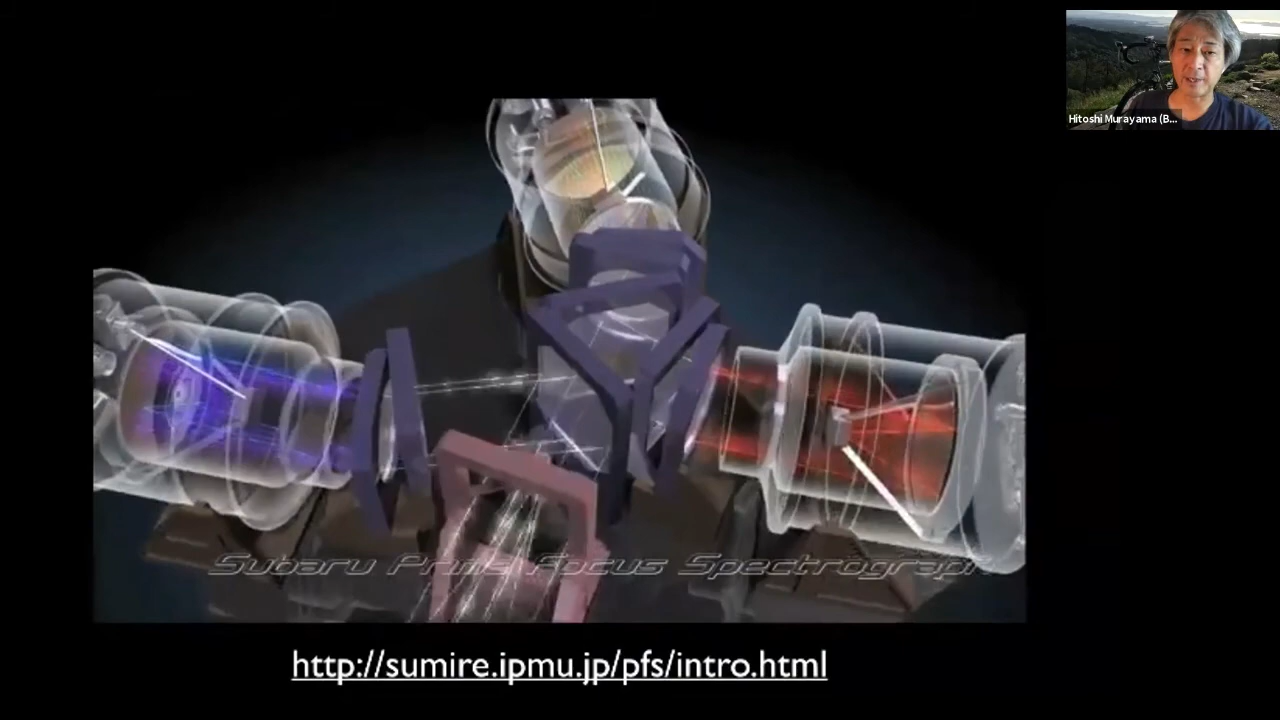 Hitoshi Murayama (B...
Subaru Prime Focus Spectrograph
http://sumire.ipmu.jp/pfs/intro.html